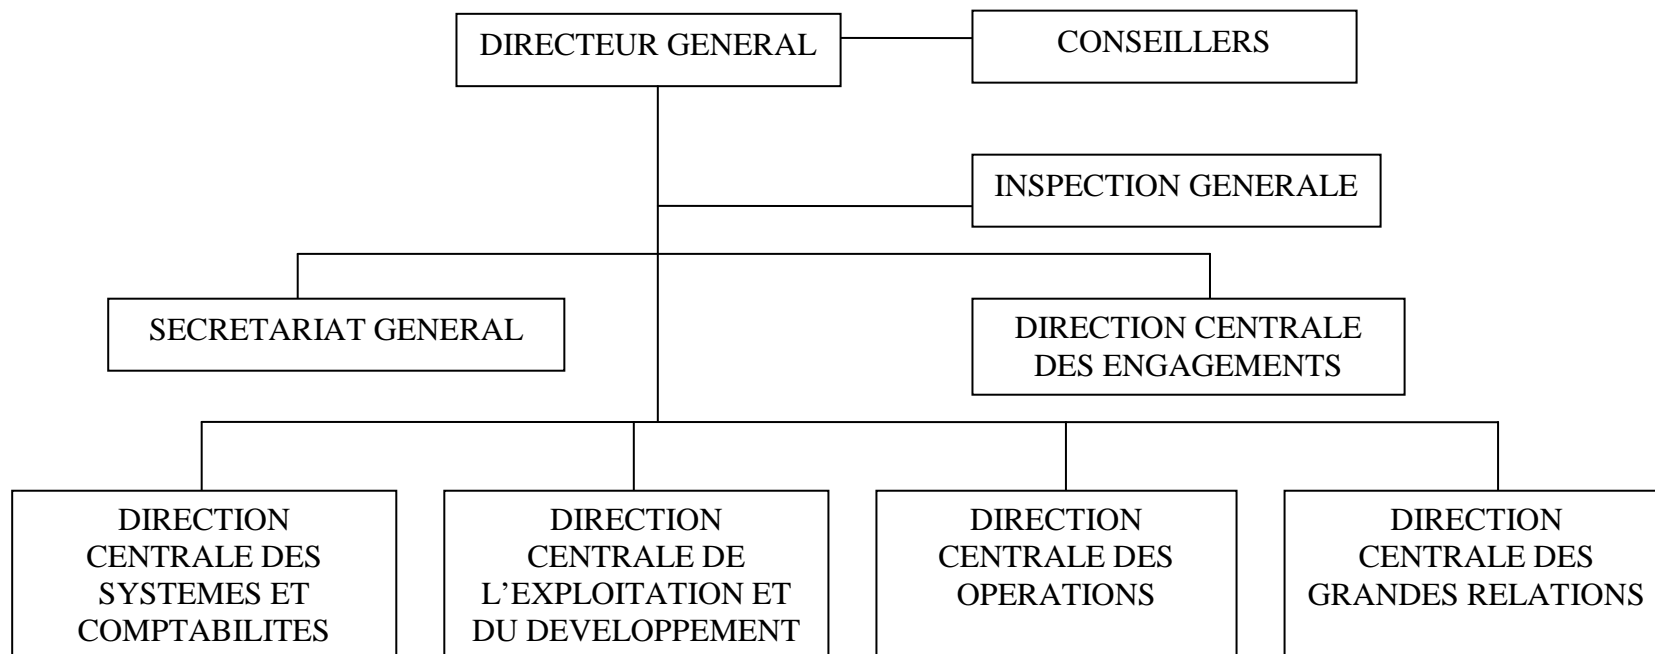 DIRECTEUR GENERAL
CONSEILLERS
INSPECTION GENERALE
SECRETARIAT GENERAL
DIRECTION CENTRALE
DES ENGAGEMENTS
DIRECTION
CENTRALE DES
SYSTEMES ET
COMPTABILITES
DIRECTION
CENTRALE DE
L’EXPLOITATION ET
DU DEVELOPPEMENT
DIRECTION
CENTRALE DES
OPERATIONS
DIRECTION
CENTRALE DES
GRANDES RELATIONS